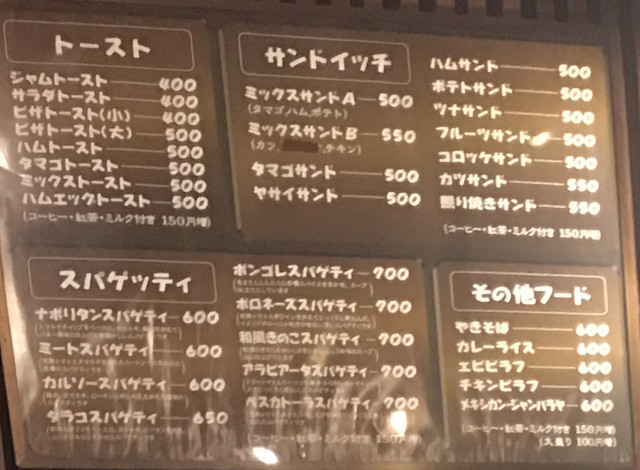 トースト
ジャムトースト 400
サラダトースト 400
ピザトースト(小) 400
ピザトースト(大) 500
ハムトースト 500
タマゴトースト 500
ミックストースト 500
ハムエッグトースト 500
(コーヒー・紅茶・ミルク付き 150円増)
サンドイッチ
ミックスサンドA 500
(タマゴ,ハム,ポテト)
ミックスサンドB 550
(カツ, ,チキン)
タマゴサンド 500
ヤサイサンド 500
ハムサンド 500
ポテトサンド 500
ツナサンド 500
フルーツサンド 500
コロッケサンド 500
カツサンド 550
照り焼きサンド 550
(コーヒー・紅茶・ミルク付き 150円増)
スパゲッティ
ナポリタンスパゲティ 600
ミートスパゲティ 600
カルソースパゲティ 600
タラコスパゲティ 650
ボンゴレスパゲティ 700
ボロネーズスパゲティ 700
和風きのこスパゲティ 700
アラビアータスパゲティ 700
ペスカトーラスパゲティ 700
(コーヒー・紅茶・ミルク付き 150円増)
その他フード
やきそば 600
カレーライス 600
エビピラフ 600
チキンピラフ 600
メキシカン・ジャンバラヤ 600
(コーヒー・紅茶・ミルク付き 150円増)
(大盛り 100円増)